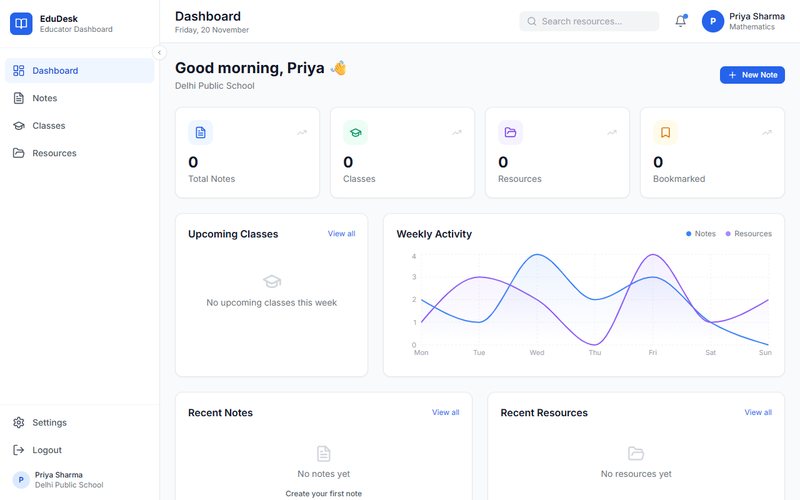 EduDesk
Educator Dashboard
Dashboard
Notes
Classes
Resources
Settings
Logout
P
Priya Sharma
Delhi Public School
Dashboard
Friday, 20 November
Search resources...
P
Priya Sharma
Mathematics
Good morning, Priya 👋
Delhi Public School
New Note
0
Total Notes
0
Classes
0
Resources
0
Bookmarked
Upcoming Classes
View all
No upcoming classes this week
Weekly Activity
Notes
Resources
4
3
2
1
0
Mon
Tue
Wed
Thu
Fri
Sat
Sun
Recent Notes
View all
No notes yet
Create your first note
Recent Resources
View all
No resources yet